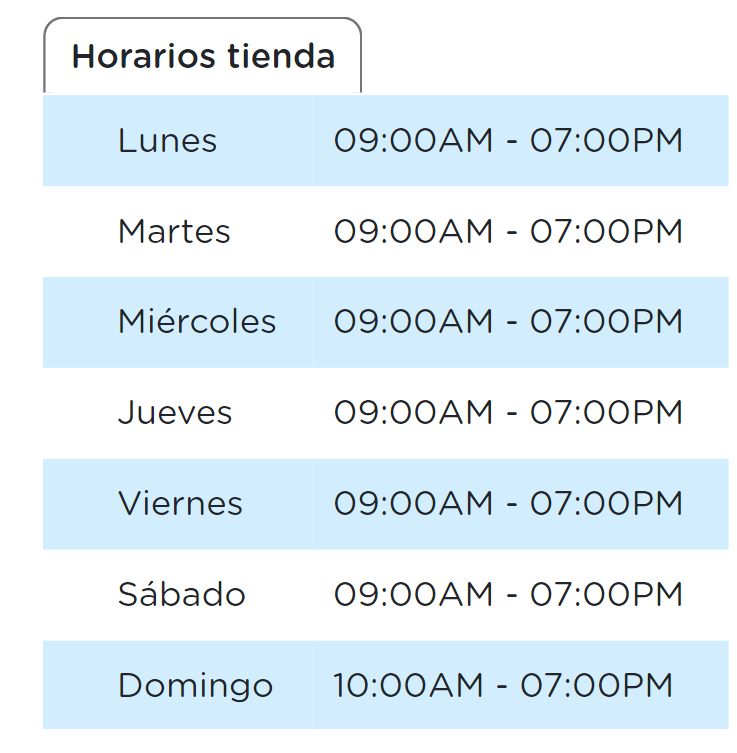 Horarios tienda
Lunes 09:00AM - 07:00PM
Martes 09:00AM - 07:00PM
Miércoles 09:00AM - 07:00PM
Jueves 09:00AM - 07:00PM
Viernes 09:00AM - 07:00PM
Sábado 09:00AM - 07:00PM
Domingo 10:00AM - 07:00PM